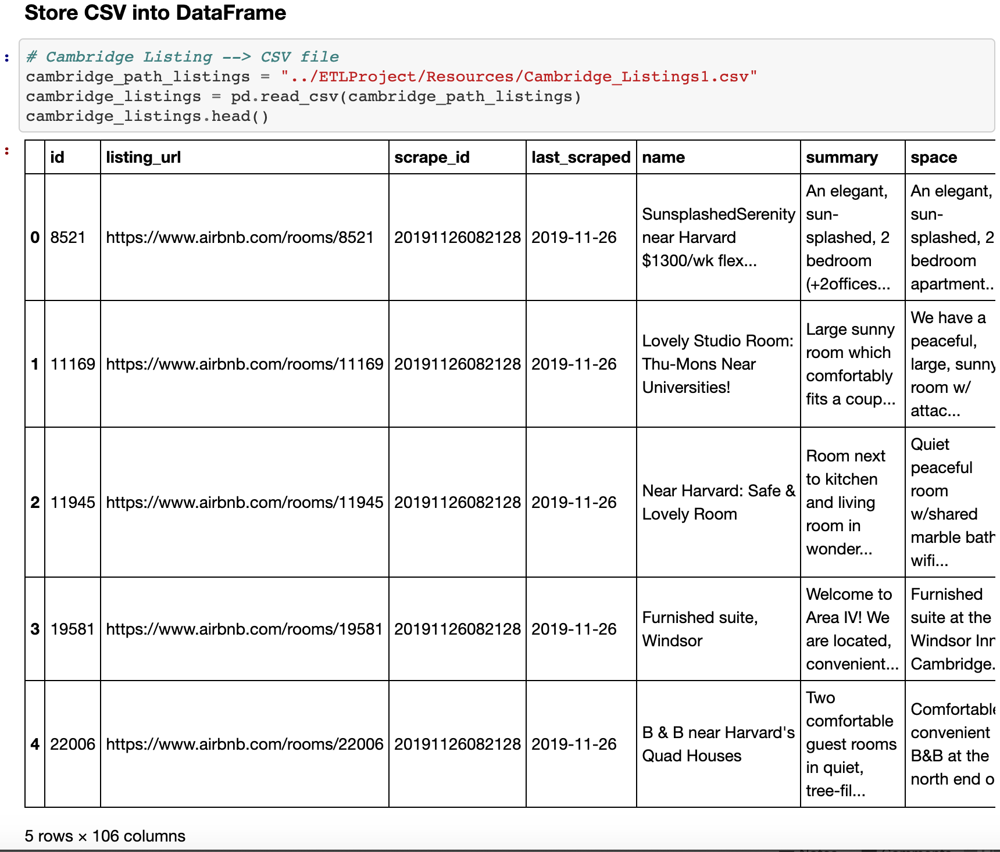 Store CSV into DataFrame
:
# Cambridge Listing --> CSV file
cambridge_path_listings = "../ETLProject/Resources/Cambridge_Listings1.csv"
cambridge_listings = pd.read_csv(cambridge_path_listings)
cambridge_listings.head()
:
id listing_url scrape_id last_scraped name summary space
0 8521 https://www.airbnb.com/rooms/8521 20191126082128 2019-11-26
SunsplashedSerenity
near Harvard
$1300/wk flex...
An elegant,
sun-
splashed, 2
bedroom
(+2offices...
An elegant,
sun-
splashed, 2
bedroom
apartment..
1 11169 https://www.airbnb.com/rooms/11169 20191126082128 2019-11-26
Lovely Studio Room:
Thu-Mons Near
Universities!
Large sunny
room which
comfortably
fits a coup...
We have a
peaceful,
large, sunny
room w/
attac...
2 11945 https://www.airbnb.com/rooms/11945 20191126082128 2019-11-26
Near Harvard: Safe &
Lovely Room
Room next
to kitchen
and living
room in
wonder...
Quiet
peaceful
room
w/shared
marble bath
wifi...
3 19581 https://www.airbnb.com/rooms/19581 20191126082128 2019-11-26
Furnished suite,
Windsor
Welcome to
Area IV! We
are located,
convenient...
Furnished
suite at the
Windsor Inn
Cambridge.
4 22006 https://www.airbnb.com/rooms/22006 20191126082128 2019-11-26
B & B near Harvard's
Quad Houses
Two
comfortable
guest rooms
in quiet,
tree-fil...
Comfortable
convenient
B&B at the
north end o
5 rows × 106 columns